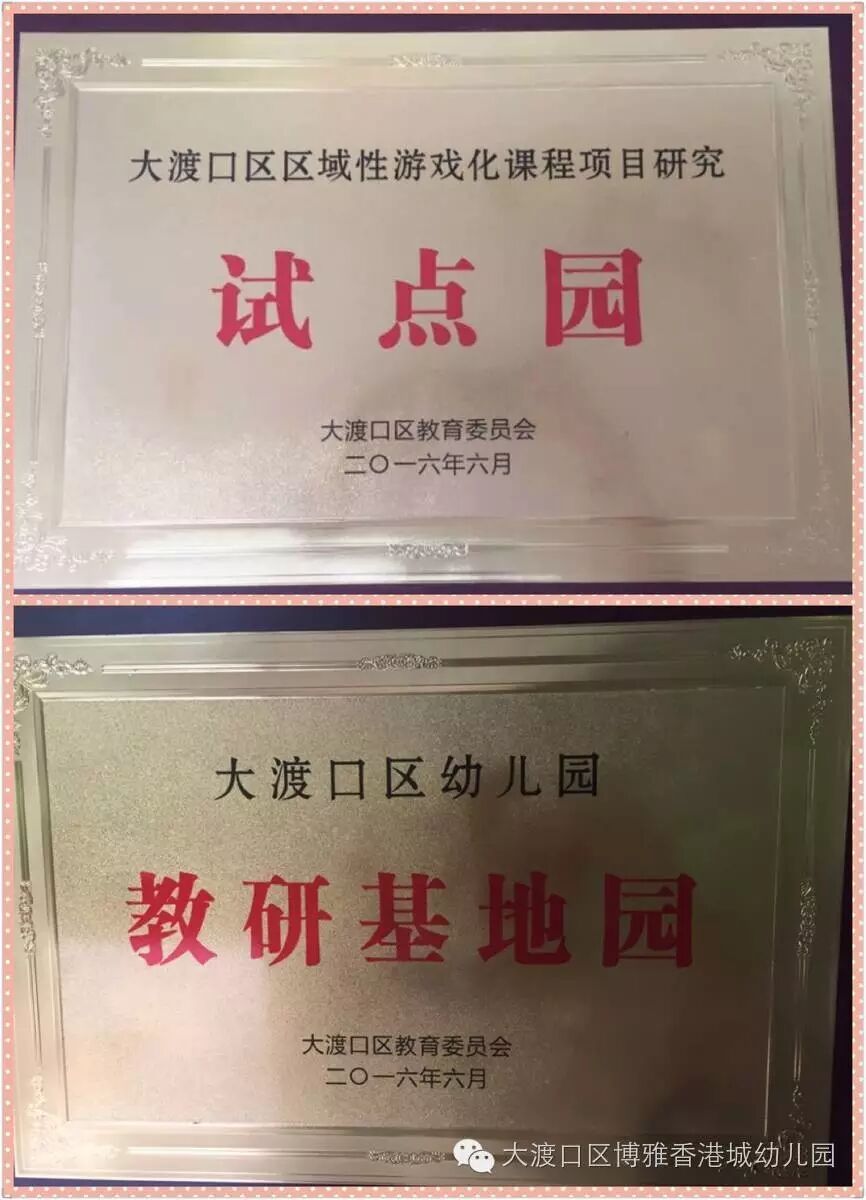 大渡口区区域性游戏化课程项目研究
试点园
大渡口区教育委员会
二〇一六年六月
大渡口区幼儿园
教研基地园
大渡口区教育委员会
二〇一六年六月
大渡口区博雅香港城幼儿园